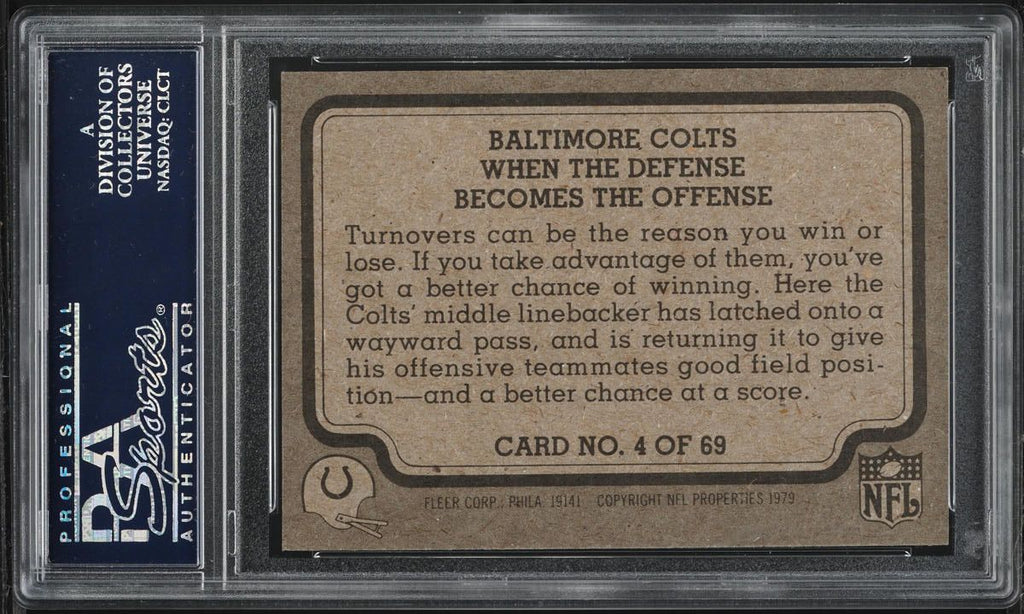 A
DIVISION OF
COLLECTORS
UNIVERSE
NASDAQ: CLCT
PROFESSIONAL
PSA
Sports®
AUTHENTICATOR
BALTIMORE COLTS
WHEN THE DEFENSE
BECOMES THE OFFENSE
Turnovers can be the reason you win or
lose. If you take advantage of them, you've
got a better chance of winning. Here the
Colts' middle linebacker has latched onto a
wayward pass, and is returning it to give
his offensive teammates good field posi-
tion—and a better chance at a score.
CARD NO. 4 OF 69
FLEER CORP., PHILA. 19141 COPYRIGHT NFL PROPERTIES 1979
NFL